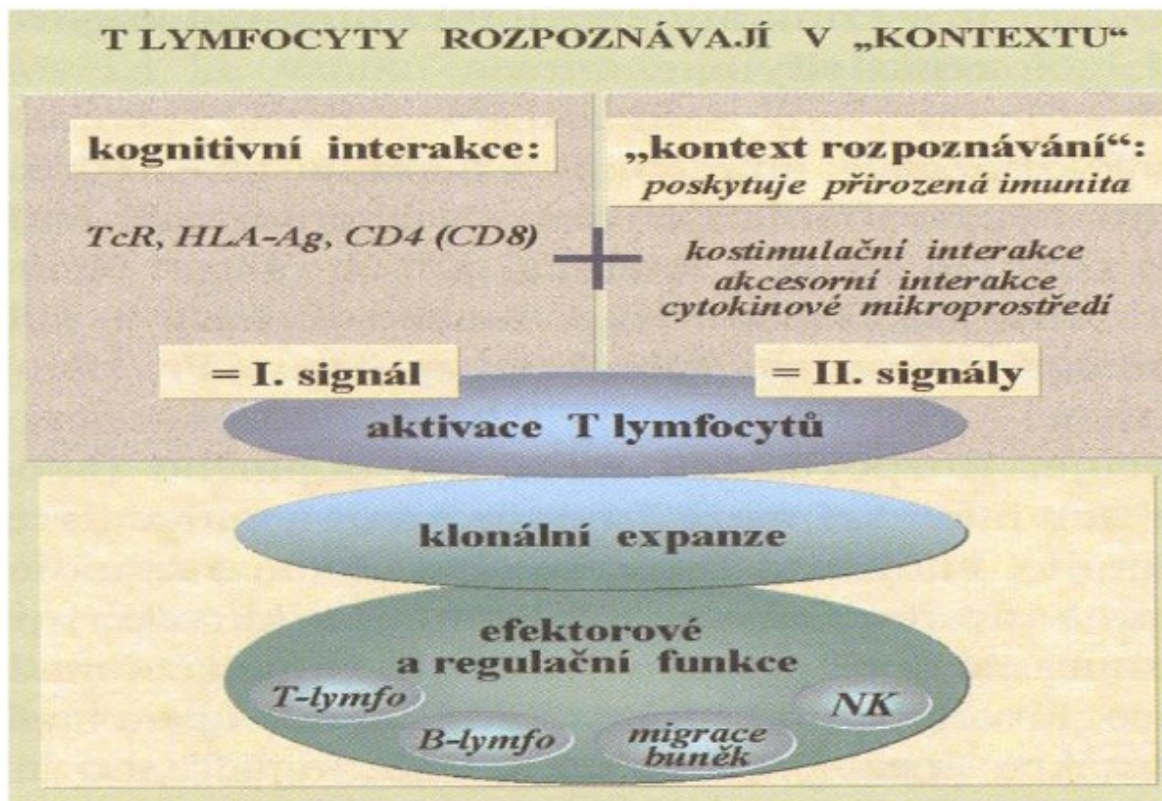 T LYMFOCYTY ROZPOZNÁVAJÍ V „KONTEXTU“
kognitivní interakce:
TcR, HLA-Ag, CD4 (CD8)
= I. signál
+
„kontext rozpoznávání“:
poskytuje přirozená imunita
kostimulační interakce
akcesorní interakce
cytokinové mikroprostředí
= II. signály
aktivace T lymfocytů
klonální expanze
efektorové
a regulační funkce
T-lymfo
B-lymfo
migrace
buněk
NK